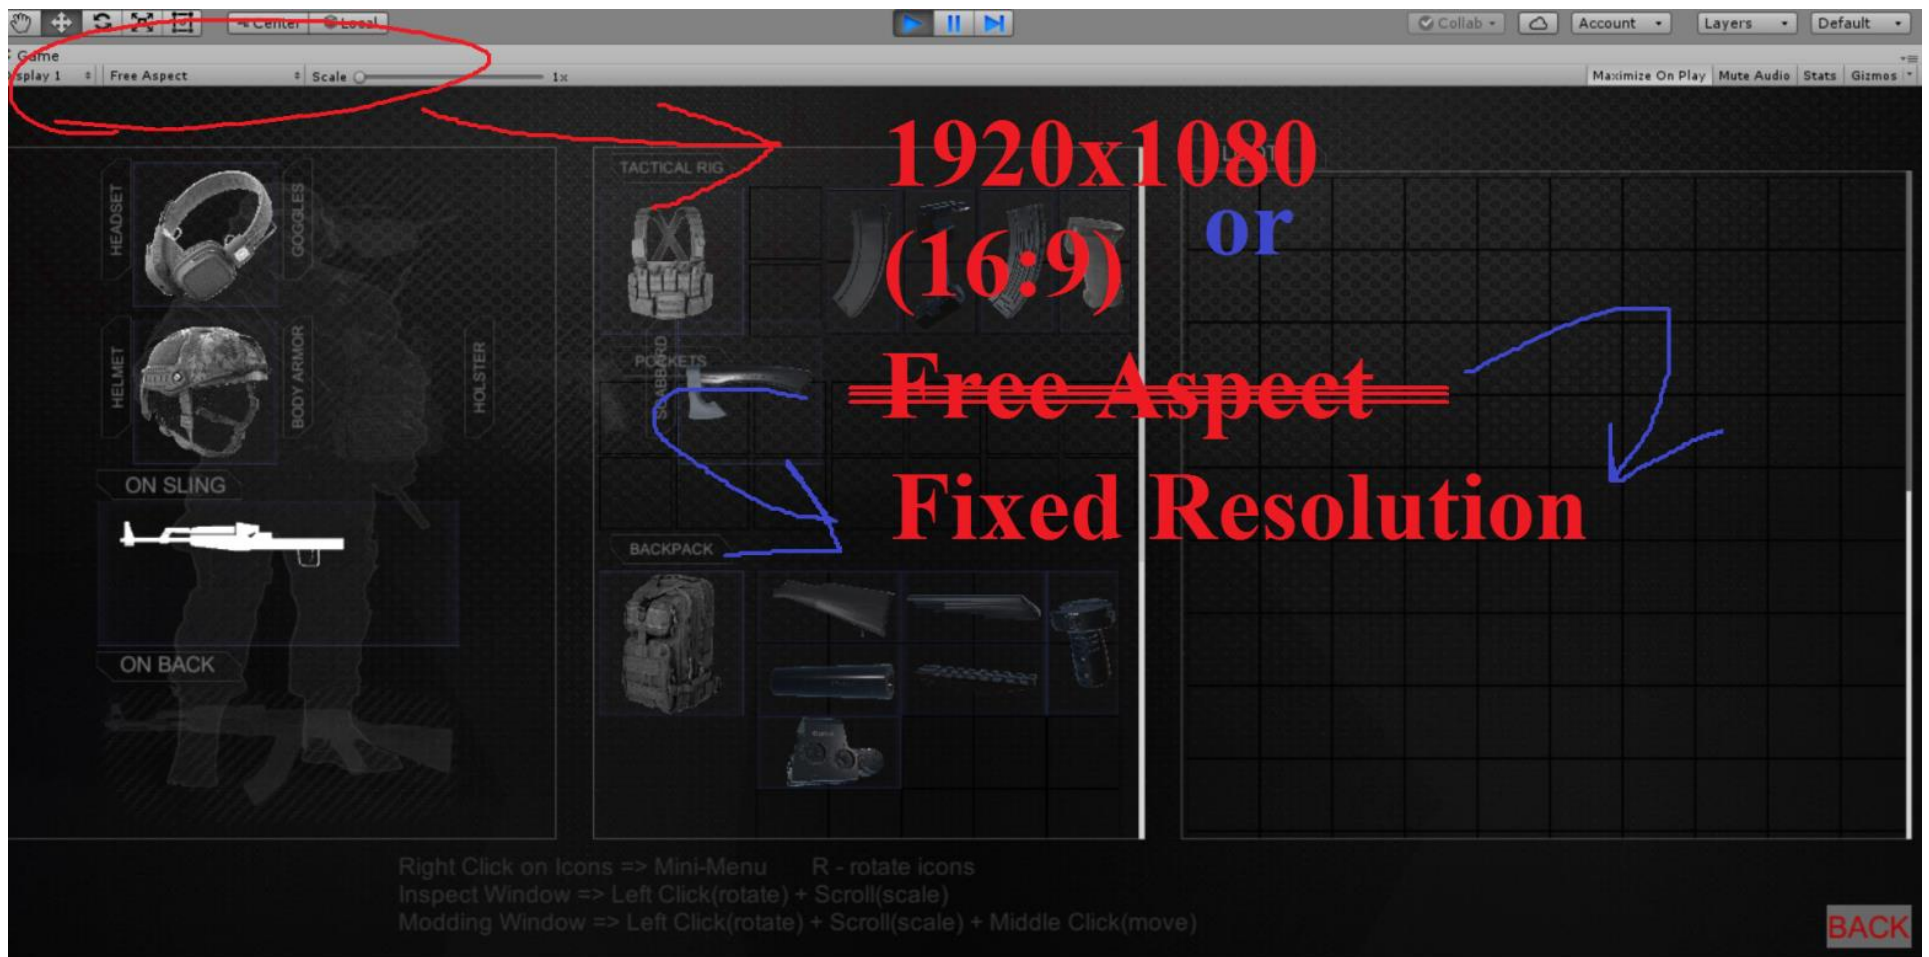 Center Local Collab Account Layers Default
Game
splay 1 Free Aspect Scale 1x Maximize On Play Mute Audio Stats Gizmos
1920x1080
or
(16:9)
Free Aspect
Fixed Resolution
HEADSET
GOGGLES
HELMET
BODY ARMOR
HOLSTER
ON SLING
ON BACK
TACTICAL RIG
POCKETS
SCABBARD
BACKPACK
Right Click on Icons => Mini-Menu R - rotate icons
Inspect Window => Left Click(rotate) + Scroll(scale)
Modding Window => Left Click(rotate) + Scroll(scale) + Middle Click(move)
BACK